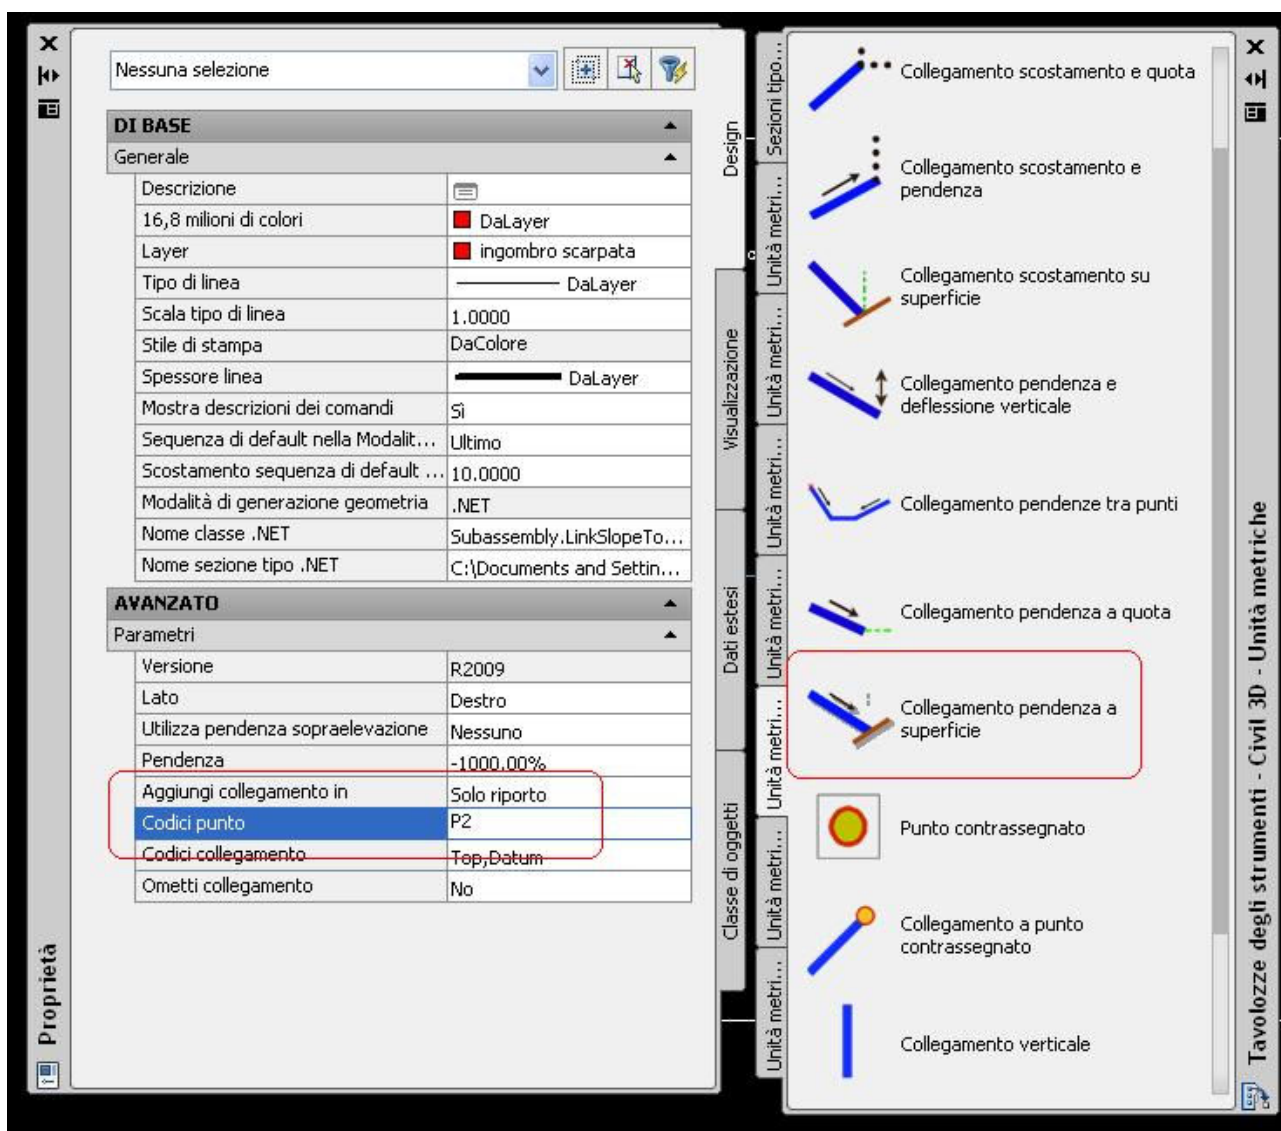 Nessuna selezione
DI BASE
Generale
Descrizione
16,8 milioni di colori DaLayer
Layer ingombro scarpata
Tipo di linea DaLayer
Scala tipo di linea 1.0000
Stile di stampa DaColore
Spessore linea DaLayer
Mostra descrizioni dei comandi Sì
Sequenza di default nella Modalit... Ultimo
Scostamento sequenza di default ... 10.0000
Modalità di generazione geometria .NET
Nome classe .NET Subassembly.LinkSlopeTo...
Nome sezione tipo .NET C:\Documents and Settin...
AVANZATO
Parametri
Versione R2009
Lato Destro
Utilizza pendenza sopraelevazione Nessuno
Pendenza -1000.00%
Aggiungi collegamento in Solo riporto
Codici punto P2
Codici collegamento Top,Datum
Ometti collegamento No
Proprietà
Design
Visualizzazione
Dati estesi
Classe di oggetti
Sezioni tipo...
Unità metri...
Unità metri...
Unità metri...
Unità metri...
Unità metri...
Unità metri...
Unità metri...
Collegamento scostamento e quota
Collegamento scostamento e
pendenza
Collegamento scostamento su
superficie
Collegamento pendenza e
deflessione verticale
Collegamento pendenze tra punti
Collegamento pendenza a quota
Collegamento pendenza a
superficie
Punto contrassegnato
Collegamento a punto
contrassegnato
Collegamento verticale
Tavolozze degli strumenti - Civil 3D - Unità metriche